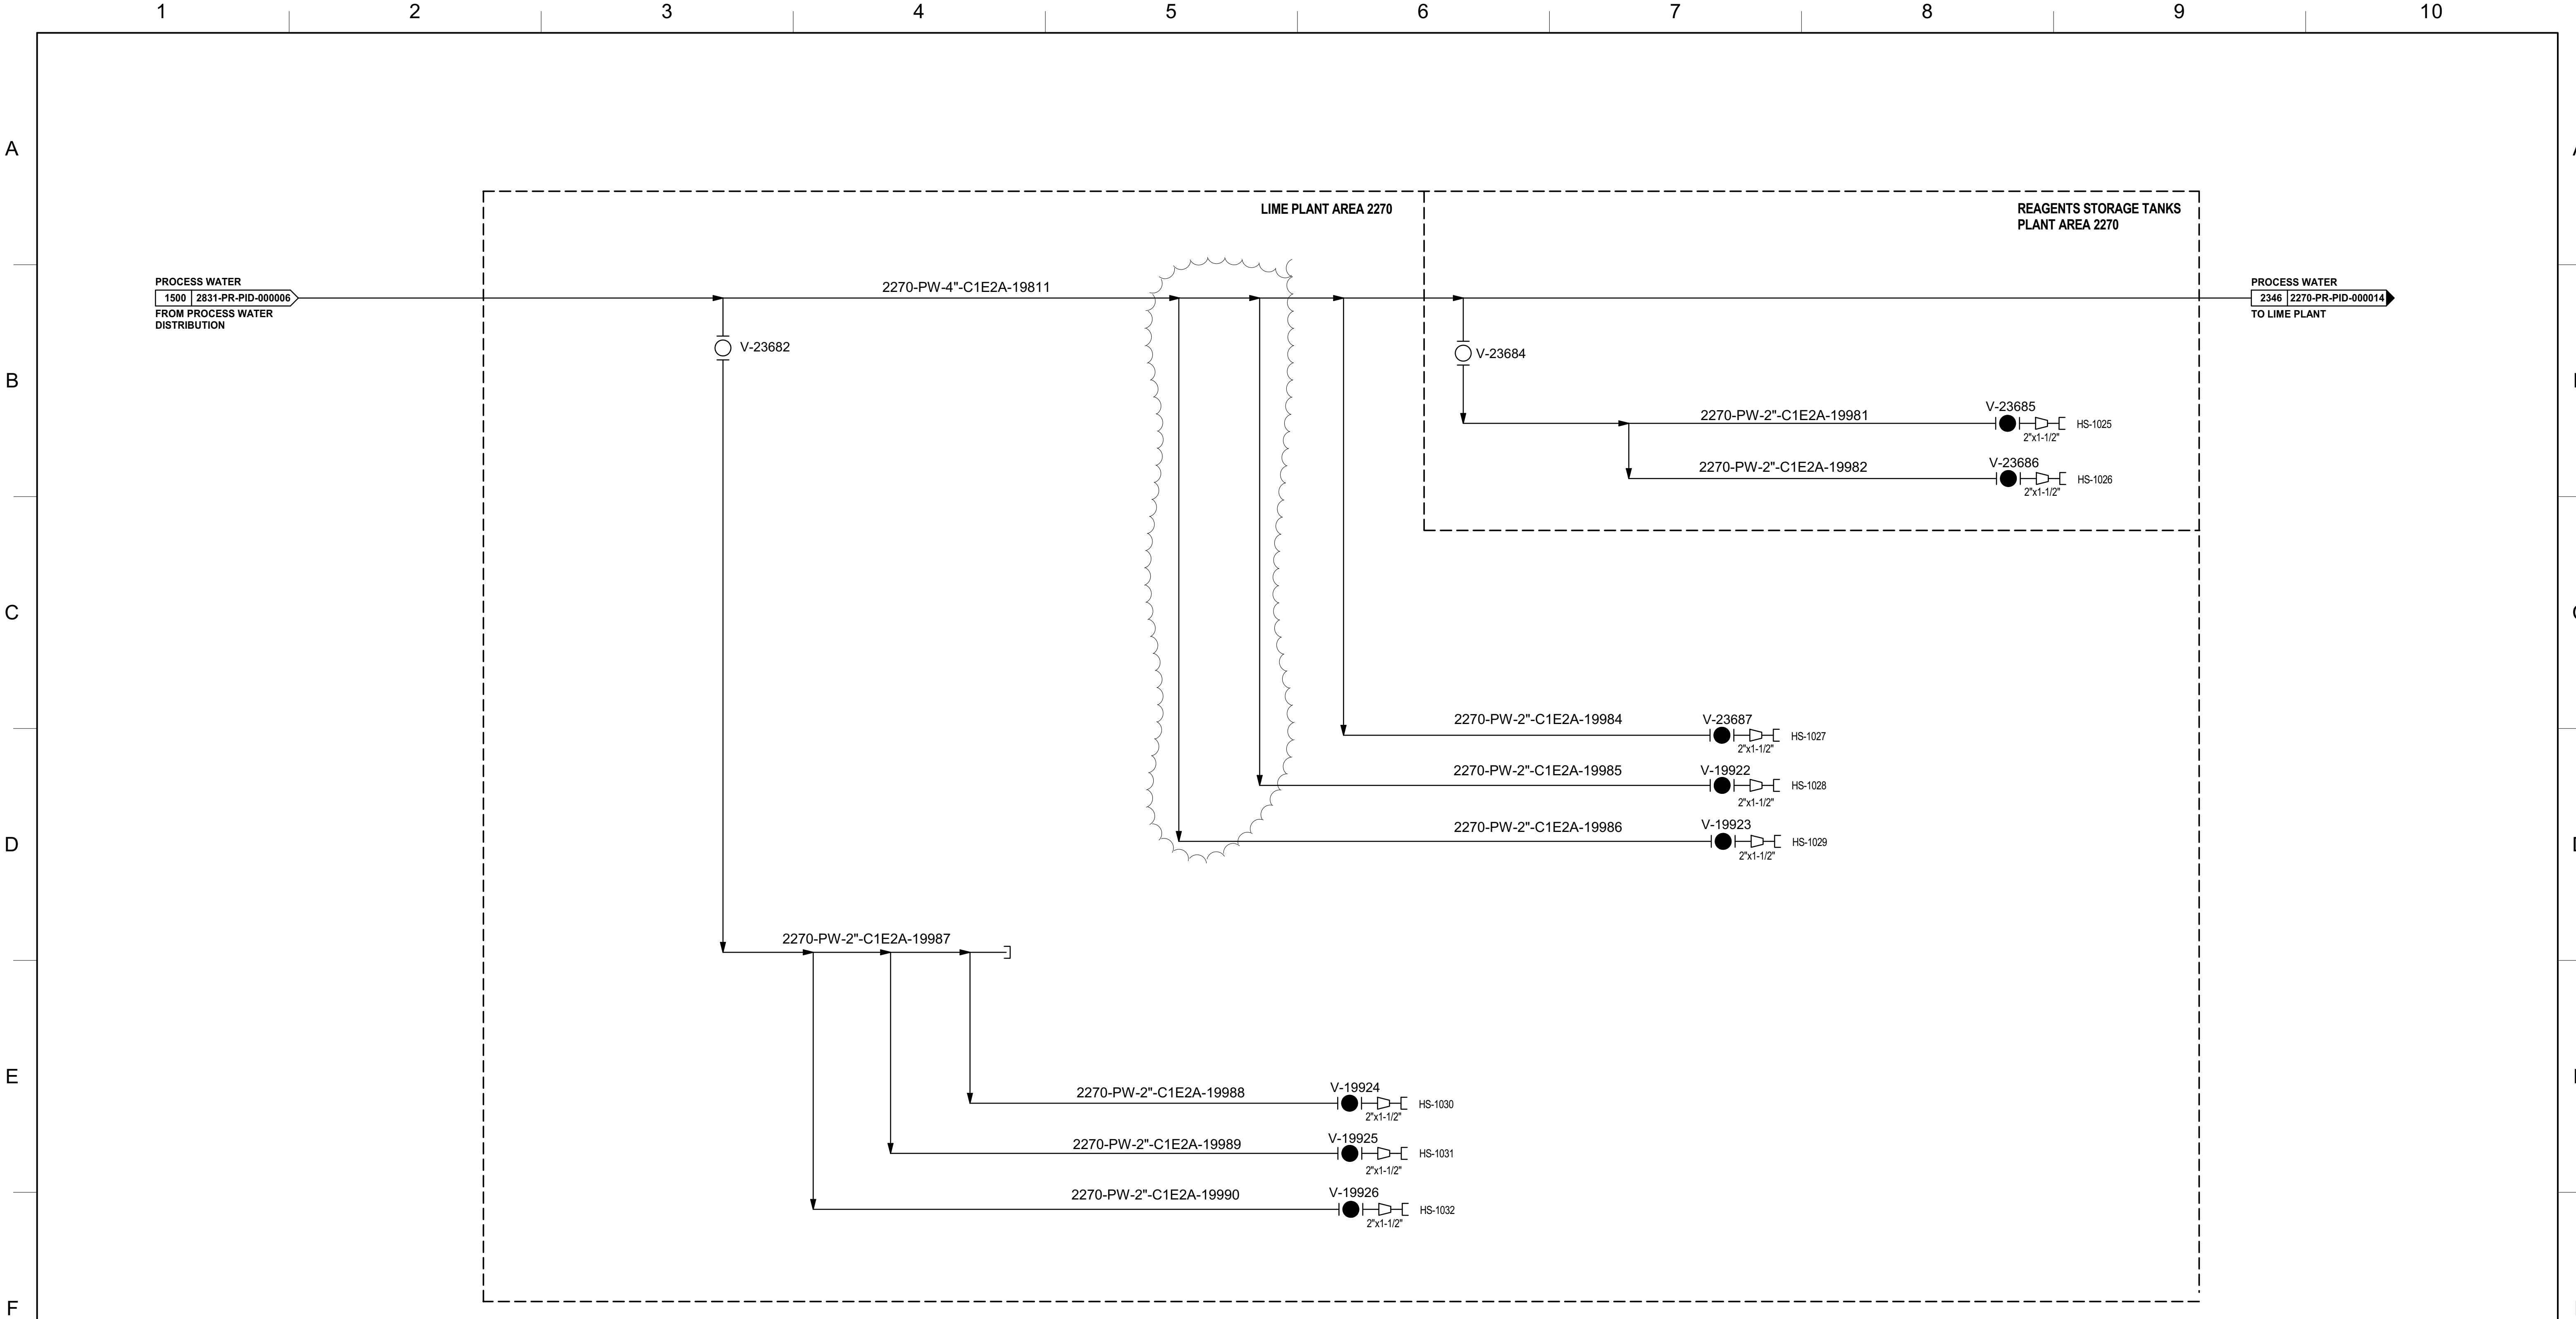 1 2 3 4 5 6 7 8 9 10
A
LIME PLANT AREA 2270
REAGENTS STORAGE TANKS
PLANT AREA 2270
PROCESS WATER
1500 2831-PR-PID-000006
FROM PROCESS WATER
DISTRIBUTION
2270-PW-4"-C1E2A-19811
PROCESS WATER
2346 2270-PR-PID-000014
TO LIME PLANT
V-23682
V-23684
B
2270-PW-2"-C1E2A-19981
V-23685
HS-1025
2"x1-1/2"
2270-PW-2"-C1E2A-19982
V-23686
HS-1026
2"x1-1/2"
C
2270-PW-2"-C1E2A-19984
V-23687
HS-1027
2"x1-1/2"
2270-PW-2"-C1E2A-19985
V-19922
HS-1028
2"x1-1/2"
2270-PW-2"-C1E2A-19986
V-19923
HS-1029
2"x1-1/2"
D
2270-PW-2"-C1E2A-19987
E
2270-PW-2"-C1E2A-19988
V-19924
HS-1030
2"x1-1/2"
2270-PW-2"-C1E2A-19989
V-19925
HS-1031
2"x1-1/2"
2270-PW-2"-C1E2A-19990
V-19926
HS-1032
2"x1-1/2"
F